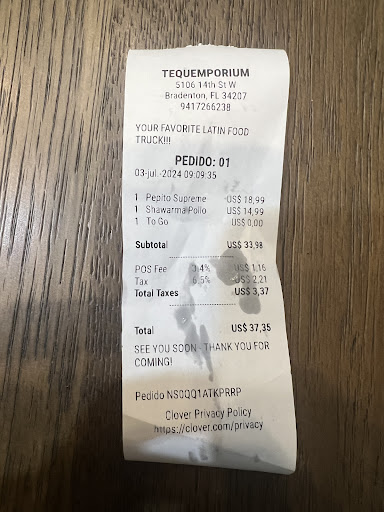 TEQUEMPORIUM
5106 14th St W
Bradenton, FL 34207
9417266238
YOUR FAVORITE LATIN FOOD
TRUCK!!!
PEDIDO: 01
03-jul.-2024 09:09:35
1 Pepito Supreme US$ 18,99
1 Shawarma Pollo US$ 14,99
1 To Go US$ 0,00
Subtotal US$ 33,98
POS Fee 3.4% US$ 1,16
Tax 6.5% US$ 2,21
Total Taxes US$ 3,37
Total US$ 37,35
SEE YOU SOON - THANK YOU FOR
COMING!
Pedido NS0QQ1ATKPRRP
Clover Privacy Policy
https://clover.com/privacy